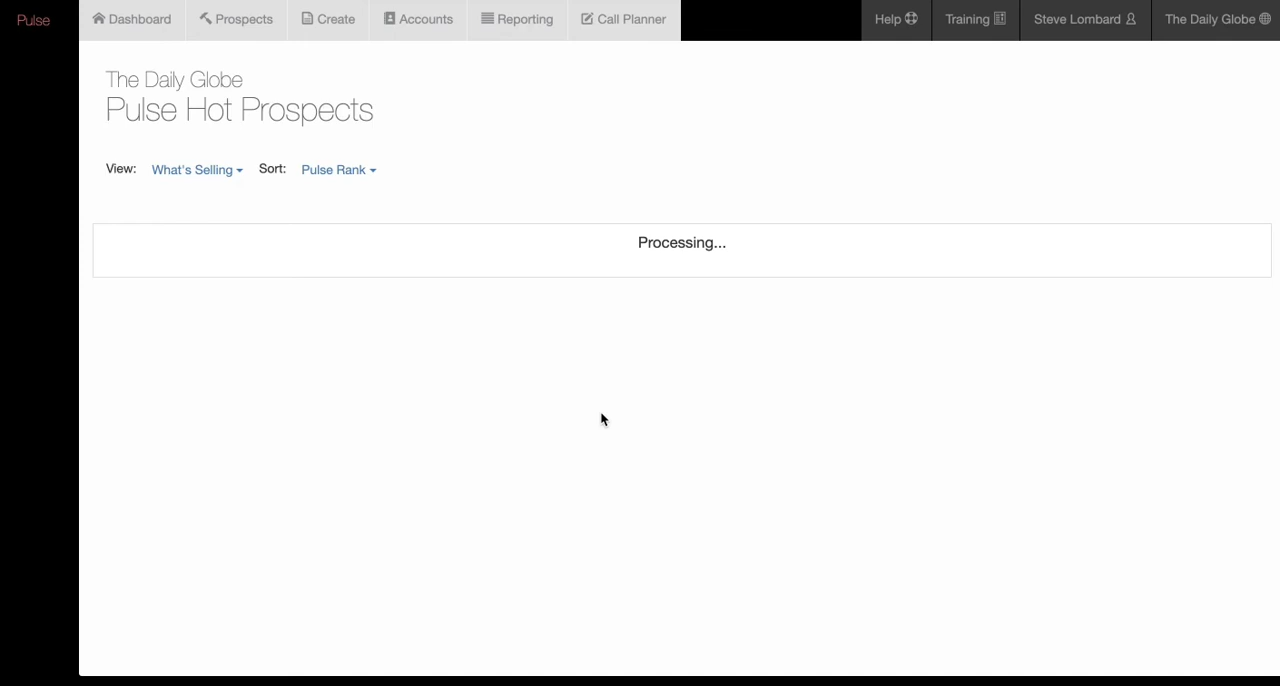 Pulse
Dashboard Prospects Create Accounts Reporting Call Planner Help Training Steve Lombard The Daily Globe
The Daily Globe
Pulse Hot Prospects
View: What's Selling Sort: Pulse Rank
Processing...